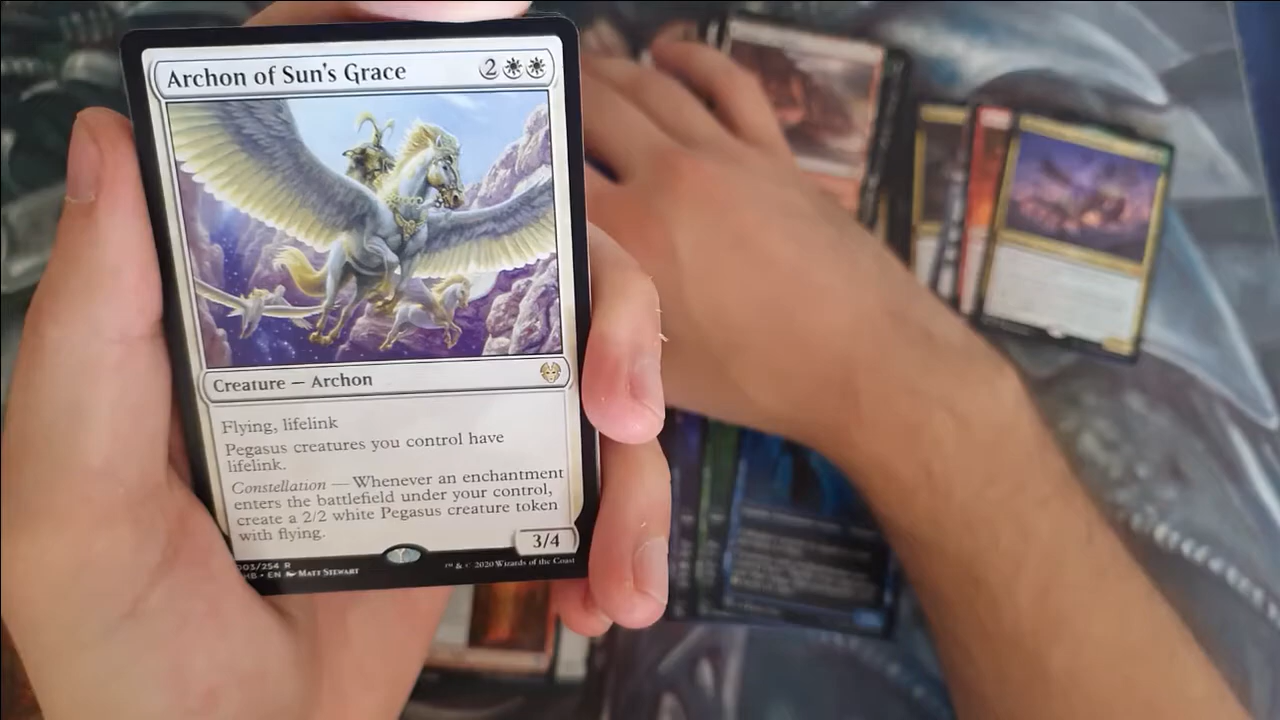 Archon of Sun's Grace 2
Creature — Archon
Flying, lifelink
Pegasus creatures you control have
lifelink.
Constellation — Whenever an enchantment
enters the battlefield under your control,
create a 2/2 white Pegasus creature token
with flying.
3/4
003/254 R
HB • EN MATT STEWART
™ & © 2020 Wizards of the Coast